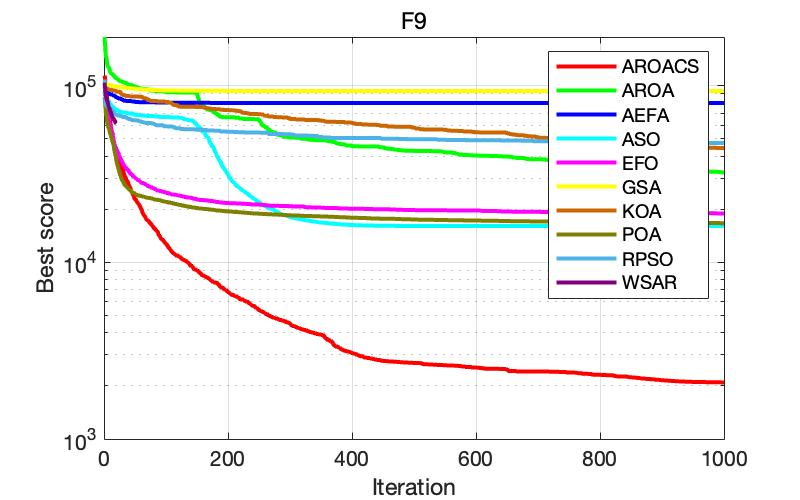 F9
Best score
10^5
10^4
10^3
AROACS
AROA
AEFA
ASO
EFO
GSA
KOA
POA
RPSO
WSAR
0 200 400 600 800 1000
Iteration